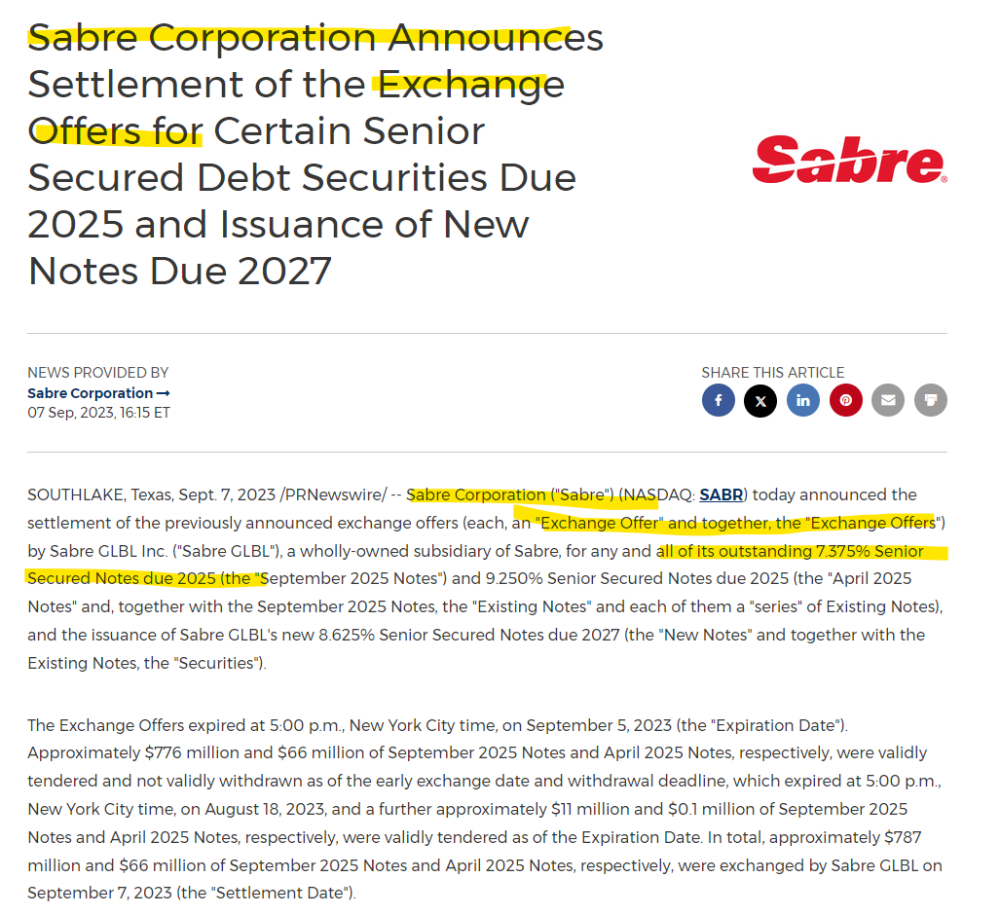 Sabre Corporation Announces
Settlement of the Exchange
Offers for Certain Senior
Secured Debt Securities Due
2025 and Issuance of New
Notes Due 2027
Sabre®
NEWS PROVIDED BY
Sabre Corporation →
07 Sep, 2023, 16:15 ET
SHARE THIS ARTICLE
SOUTHLAKE, Texas, Sept. 7, 2023 /PRNewswire/ -- Sabre Corporation ("Sabre") (NASDAQ: SABR) today announced the
settlement of the previously announced exchange offers (each, an "Exchange Offer" and together, the "Exchange Offers")
by Sabre GLBL Inc. ("Sabre GLBL"), a wholly-owned subsidiary of Sabre, for any and all of its outstanding 7.375% Senior
Secured Notes due 2025 (the "September 2025 Notes") and 9.250% Senior Secured Notes due 2025 (the "April 2025
Notes" and, together with the September 2025 Notes, the "Existing Notes" and each of them a "series" of Existing Notes),
and the issuance of Sabre GLBL's new 8.625% Senior Secured Notes due 2027 (the "New Notes" and together with the
Existing Notes, the "Securities").
The Exchange Offers expired at 5:00 p.m., New York City time, on September 5, 2023 (the "Expiration Date").
Approximately $776 million and $66 million of September 2025 Notes and April 2025 Notes, respectively, were validly
tendered and not validly withdrawn as of the early exchange date and withdrawal deadline, which expired at 5:00 p.m.,
New York City time, on August 18, 2023, and a further approximately $11 million and $0.1 million of September 2025
Notes and April 2025 Notes, respectively, were validly tendered as of the Expiration Date. In total, approximately $787
million and $66 million of September 2025 Notes and April 2025 Notes, respectively, were exchanged by Sabre GLBL on
September 7, 2023 (the "Settlement Date").